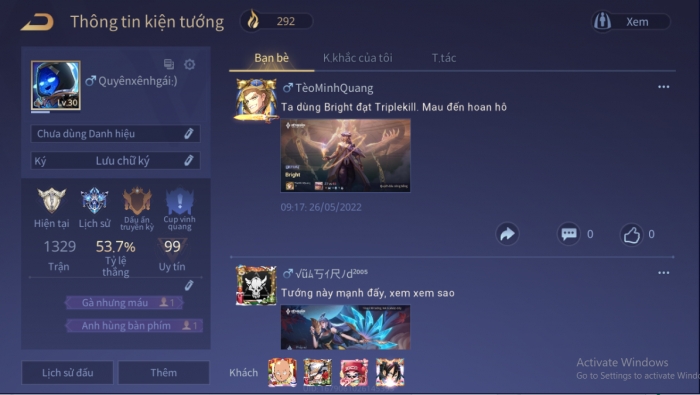 Thông tin kiện tướng
292
Xem
Bạn bè
K.khắc của tôi
T.tác
Lv.30
Quyênxênhgái:)
Chưa dùng Danh hiệu
Ký
Lưu chữ ký
Hiện tại
Lịch sử
Dấu ấn truyền kỳ
Cup vinh quang
1329
Trận
53.7%
Tỷ lệ thắng
99
Uy tín
Gà nhưng máu
1
Anh hùng bàn phím
1
Lịch sử đấu
Thêm
TèoMinhQuang
Ta dùng Bright đạt Triplekill. Mau đến hoan hô
Bright
09:17: 26/05/2022
0
0
Tướng này mạnh đấy, xem xem sao
Khách
Activate Windows
Go to Settings to activate Wind